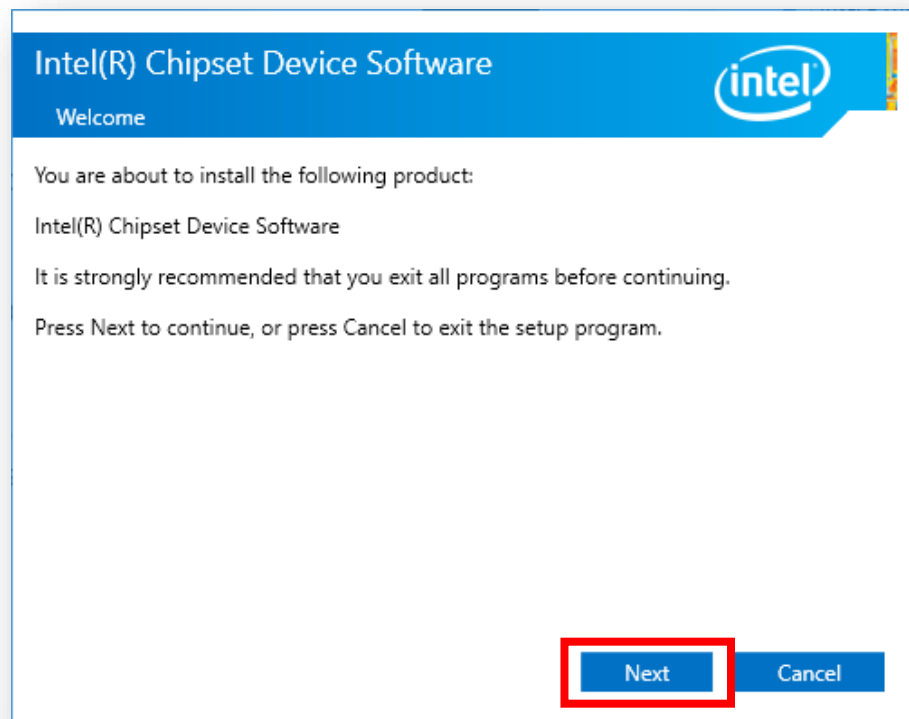 Intel(R) Chipset Device Software
intel
Welcome
You are about to install the following product:
Intel(R) Chipset Device Software
It is strongly recommended that you exit all programs before continuing.
Press Next to continue, or press Cancel to exit the setup program.
Next
Cancel